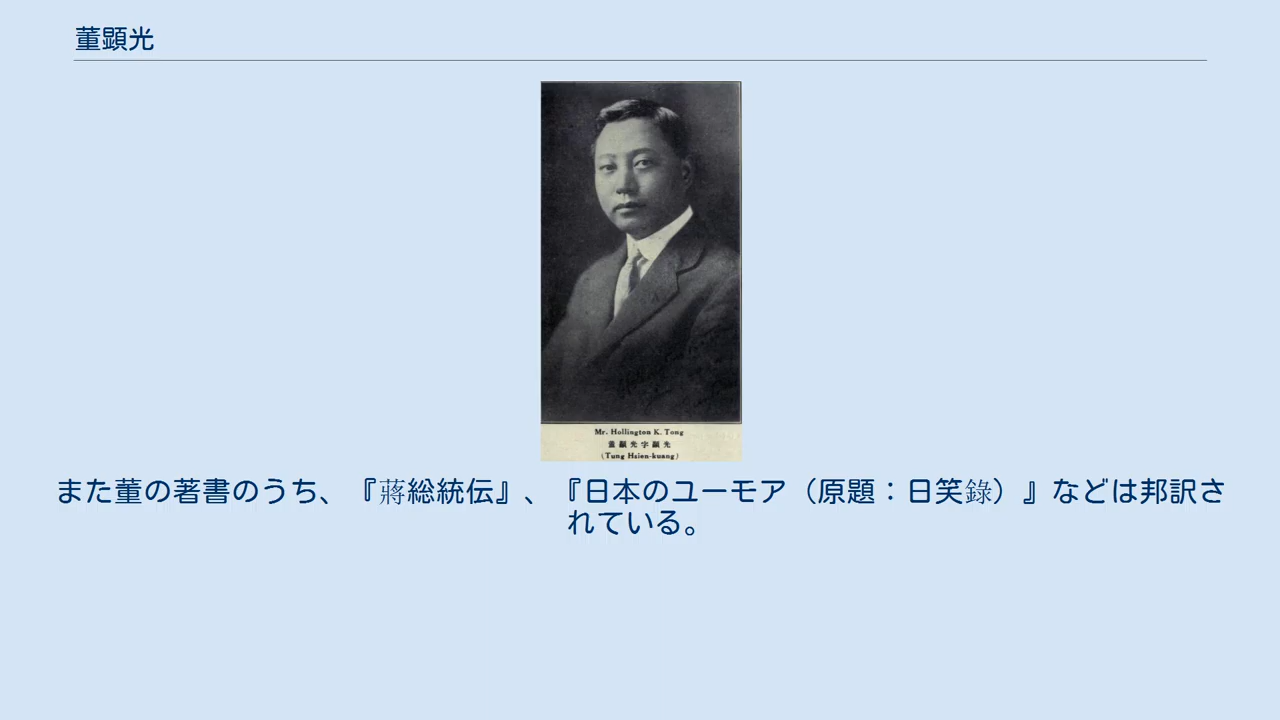 董顕光
Mr. Hollington K. Tong
董顯光字顯光
(Tung Hsien-kuang)
また董の著書のうち、『蔣総統伝』、『日本のユーモア（原題：日笑錄）』などは邦訳さ
れている。